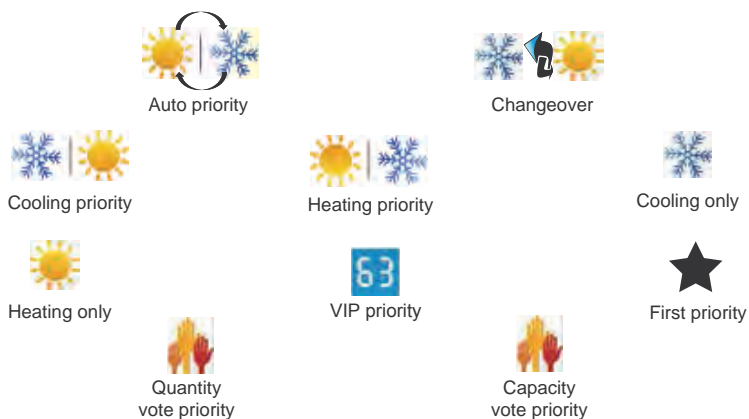 Auto priority
Changeover
Cooling priority
Heating priority
Cooling only
63
Heating only
VIP priority
First priority
Quantity
vote priority
Capacity
vote priority